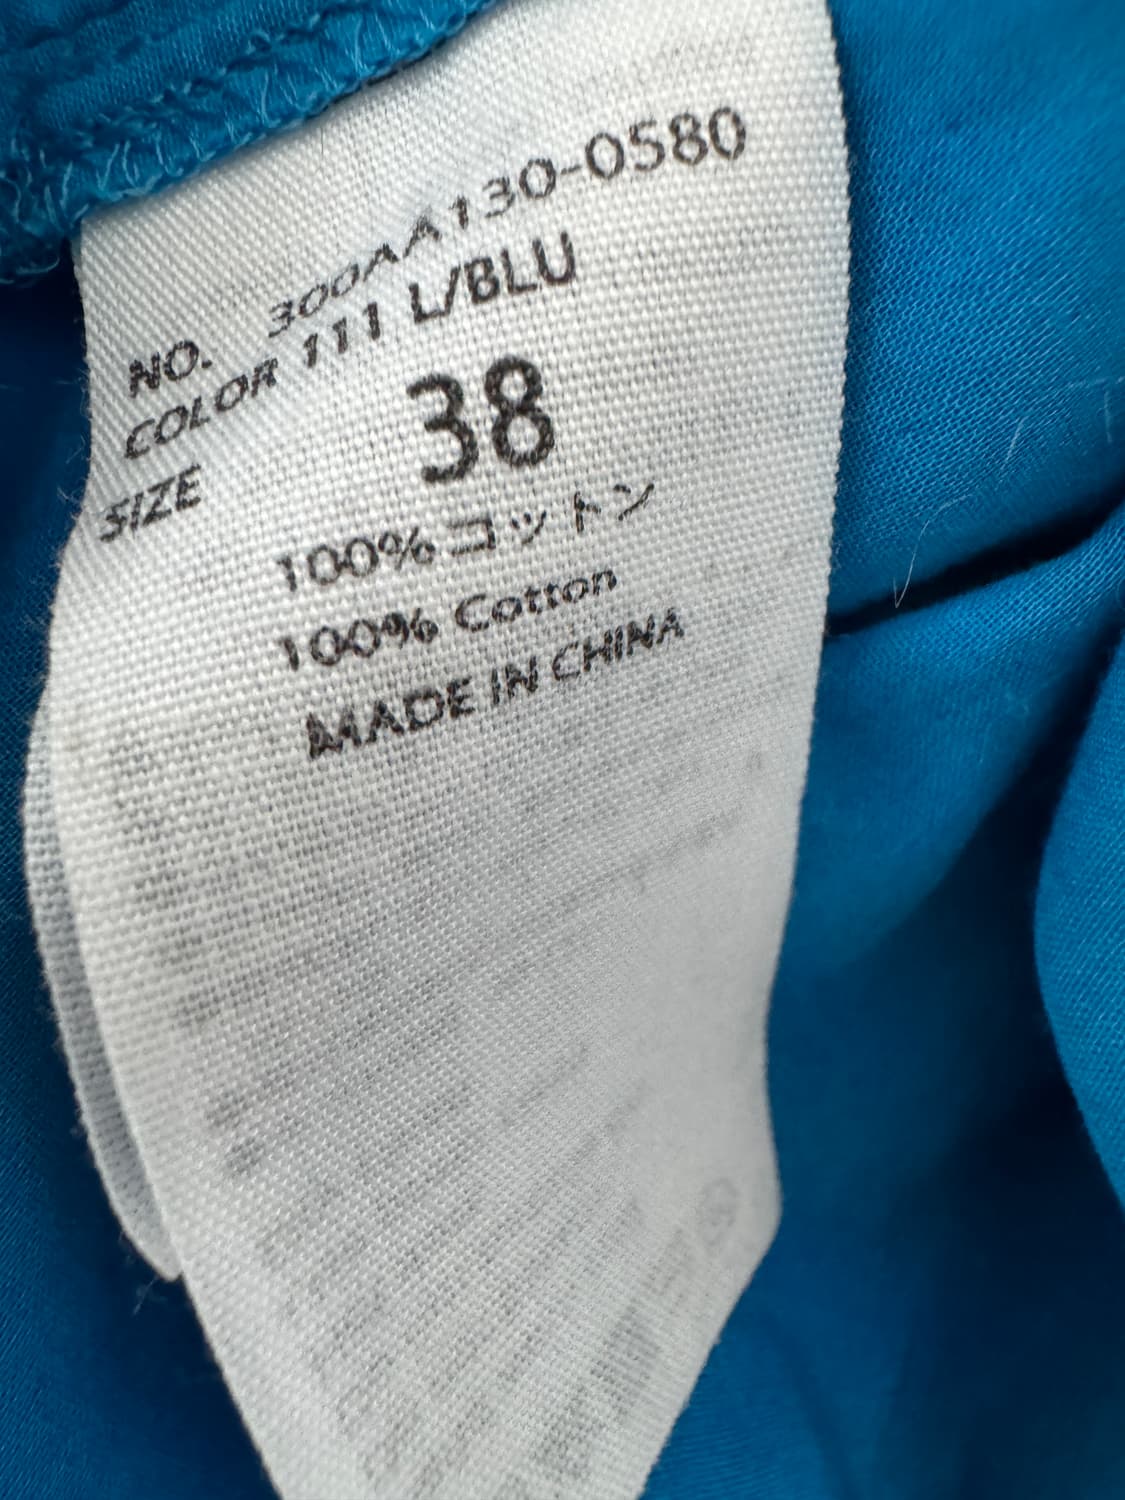 NO. 300AA130-0580
COLOR 111 L/BLU
SIZE 38
100%コットン
100% Cotton
MADE IN CHINA